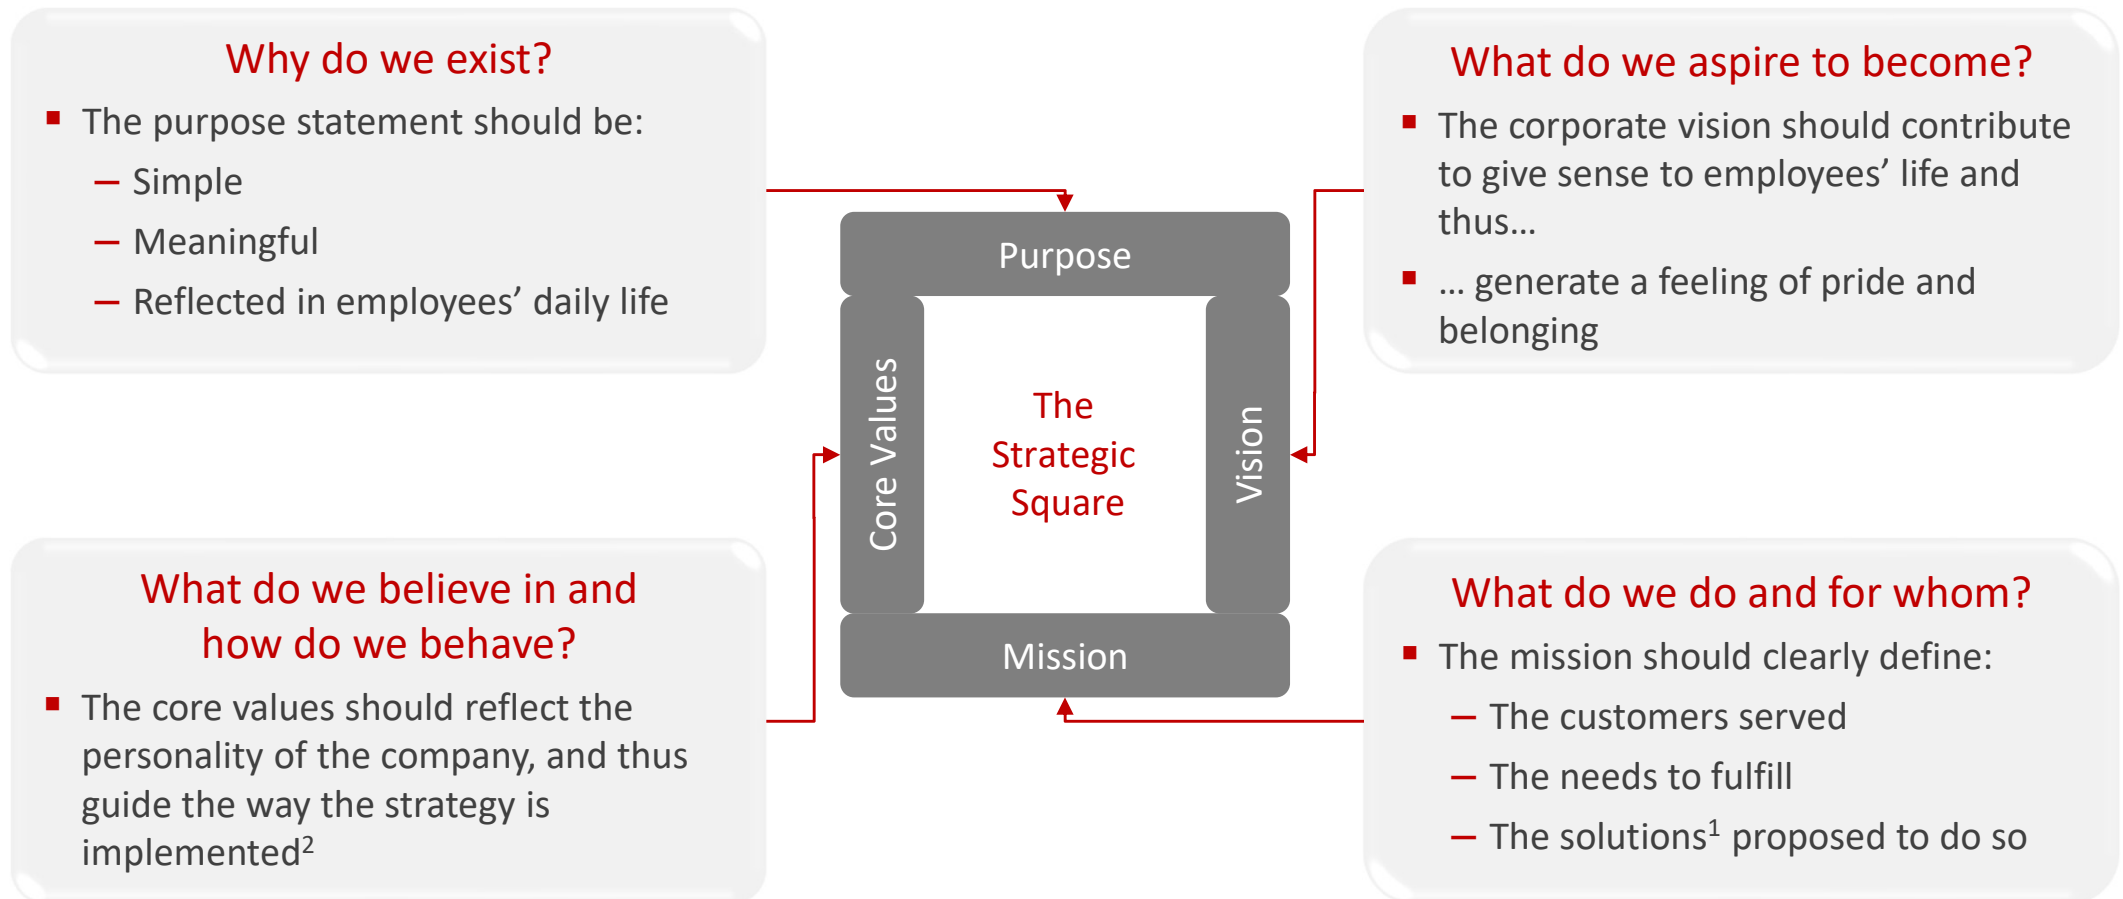 Why do we exist?
▪ The purpose statement should be:
– Simple
– Meaningful
– Reflected in employees’ daily life
What do we aspire to become?
▪ The corporate vision should contribute
to give sense to employees’ life and
thus…
▪ … generate a feeling of pride and
belonging
Purpose
Core Values
The
Strategic
Square
Vision
Mission
What do we believe in and
how do we behave?
▪ The core values should reflect the
personality of the company, and thus
guide the way the strategy is
implemented²
What do we do and for whom?
▪ The mission should clearly define:
– The customers served
– The needs to fulfill
– The solutions¹ proposed to do so